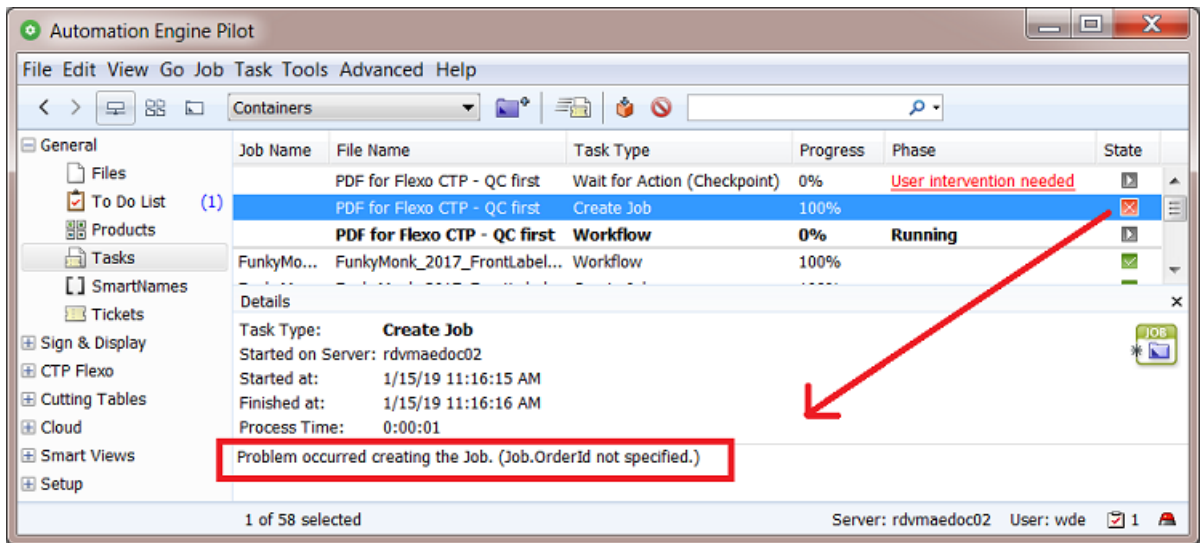 Automation Engine Pilot
File Edit View Go Job Task Tools Advanced Help
Containers
General
Files
To Do List (1)
Products
Tasks
SmartNames
Tickets
Sign & Display
CTP Flexo
Cutting Tables
Cloud
Smart Views
Setup
Job Name File Name Task Type Progress Phase State
PDF for Flexo CTP - QC first Wait for Action (Checkpoint) 0% User intervention needed
PDF for Flexo CTP - QC first Create Job 100%
PDF for Flexo CTP - QC first Workflow 0% Running
FunkyMo... FunkyMonk_2017_FrontLabel... Workflow 100%
Details
Task Type: Create Job
Started on Server: rdvmaedoc02
Started at: 1/15/19 11:16:15 AM
Finished at: 1/15/19 11:16:16 AM
Process Time: 0:00:01
JOB
Problem occurred creating the Job. (Job.OrderId not specified.)
1 of 58 selected Server: rdvmaedoc02 User: wde 1